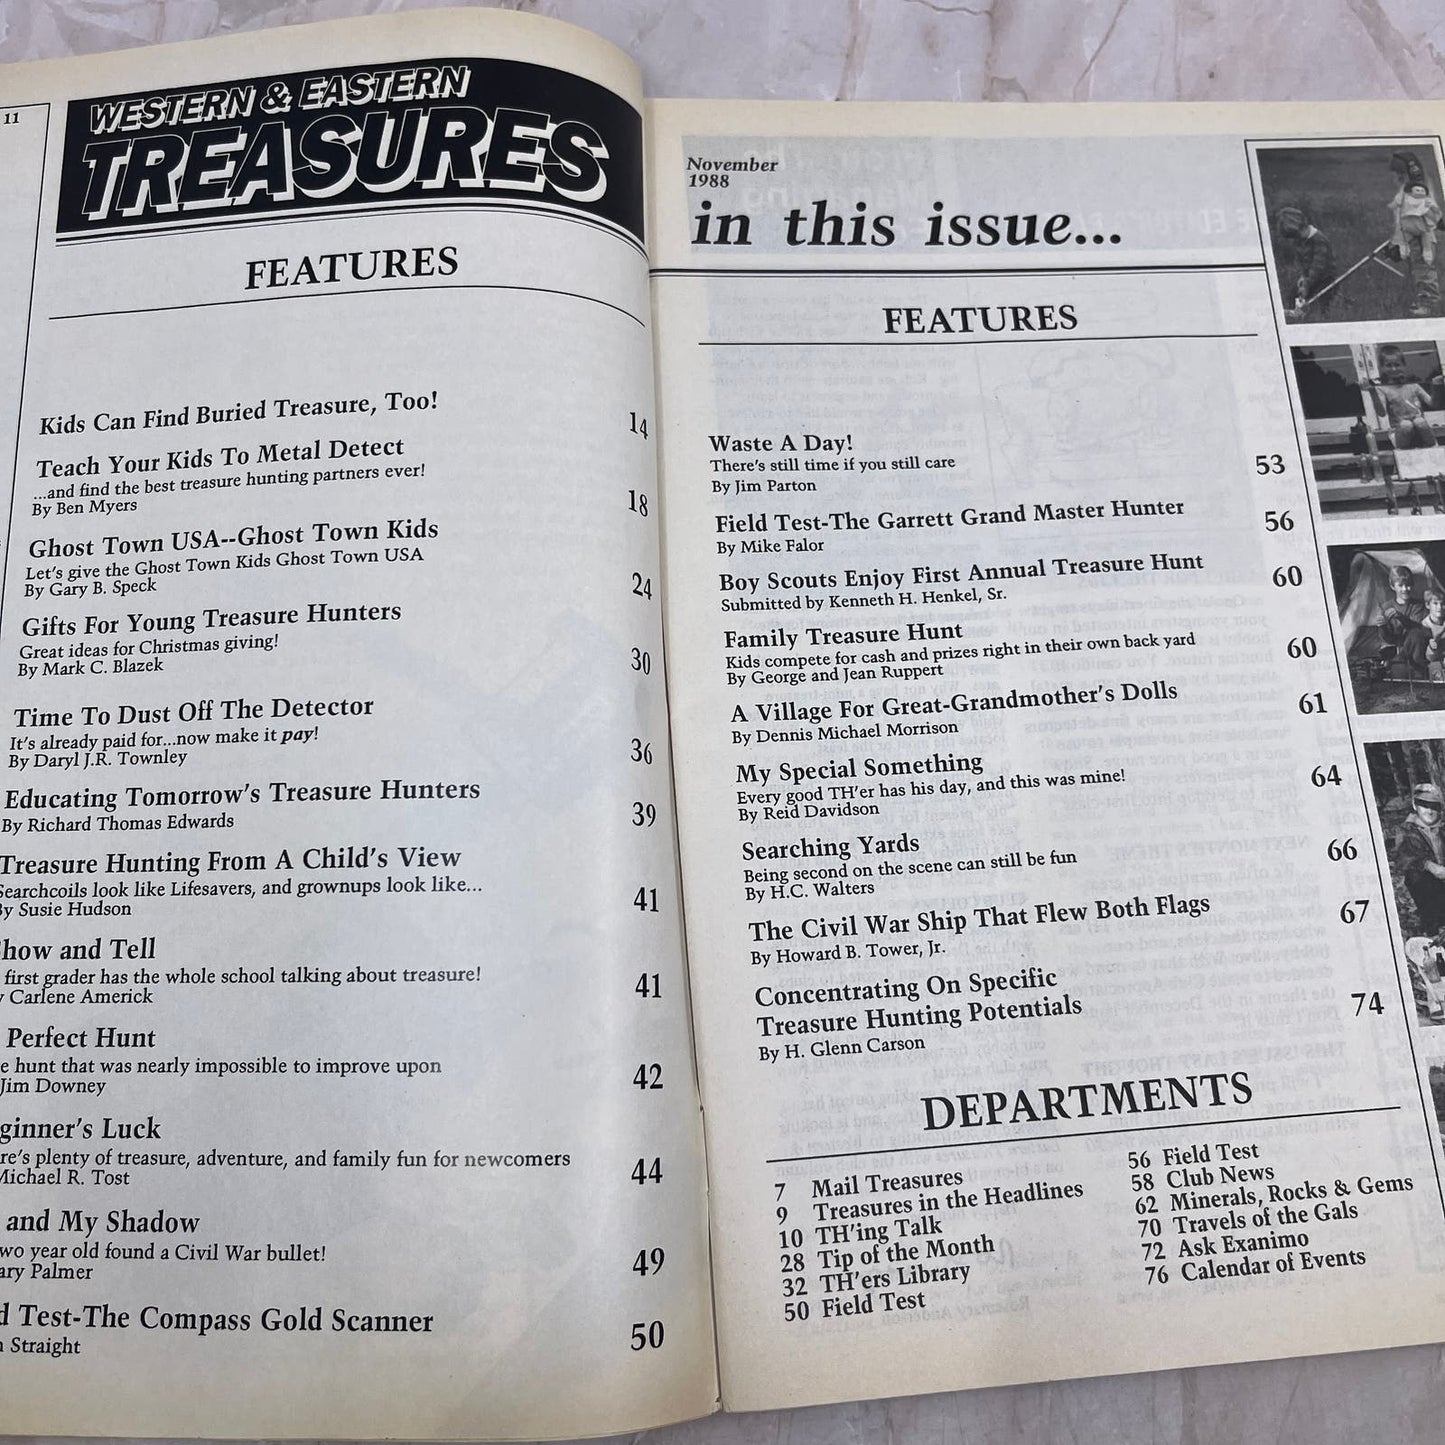 11
WESTERN & EASTERN
TREASURES
FEATURES
Kids Can Find Buried Treasure, Too!
14
Teach Your Kids To Metal Detect
...and find the best treasure hunting partners ever!
By Ben Myers
18
Ghost Town USA--Ghost Town Kids
Let's give the Ghost Town Kids Ghost Town USA
By Gary B. Speck
24
Gifts For Young Treasure Hunters
Great ideas for Christmas giving!
By Mark C. Blazek
30
Time To Dust Off The Detector
It's already paid for...now make it pay!
By Daryl J.R. Townley
36
Educating Tomorrow's Treasure Hunters
By Richard Thomas Edwards
39
Treasure Hunting From A Child's View
Searchcoils look like Lifesavers, and grownups look like...
By Susie Hudson
41
Show and Tell
first grader has the whole school talking about treasure!
Carlene Americk
41
Perfect Hunt
hunt that was nearly impossible to improve upon
Jim Downey
42
ginner's Luck
re's plenty of treasure, adventure, and family fun for newcomers
Michael R. Tost
44
and My Shadow
two year old found a Civil War bullet!
ary Palmer
49
d Test-The Compass Gold Scanner
Straight
50
November
1988
in this issue...
FEATURES
Waste A Day!
There's still time if you still care
By Jim Parton
53
Field Test-The Garrett Grand Master Hunter
By Mike Falor
56
Boy Scouts Enjoy First Annual Treasure Hunt
Submitted by Kenneth H. Henkel, Sr.
60
Family Treasure Hunt
Kids compete for cash and prizes right in their own back yard
By George and Jean Ruppert
60
A Village For Great-Grandmother's Dolls
By Dennis Michael Morrison
61
My Special Something
Every good TH'er has his day, and this was mine!
By Reid Davidson
64
Searching Yards
Being second on the scene can still be fun
By H.C. Walters
66
The Civil War Ship That Flew Both Flags
By Howard B. Tower, Jr.
67
Concentrating On Specific
Treasure Hunting Potentials
By H. Glenn Carson
74
DEPARTMENTS
7 Mail Treasures
9 Treasures in the Headlines
10 TH'ing Talk
28 Tip of the Month
32 TH'ers Library
50 Field Test
56 Field Test
58 Club News
62 Minerals, Rocks & Gems
70 Travels of the Gals
72 Ask Exanimo
76 Calendar of Events